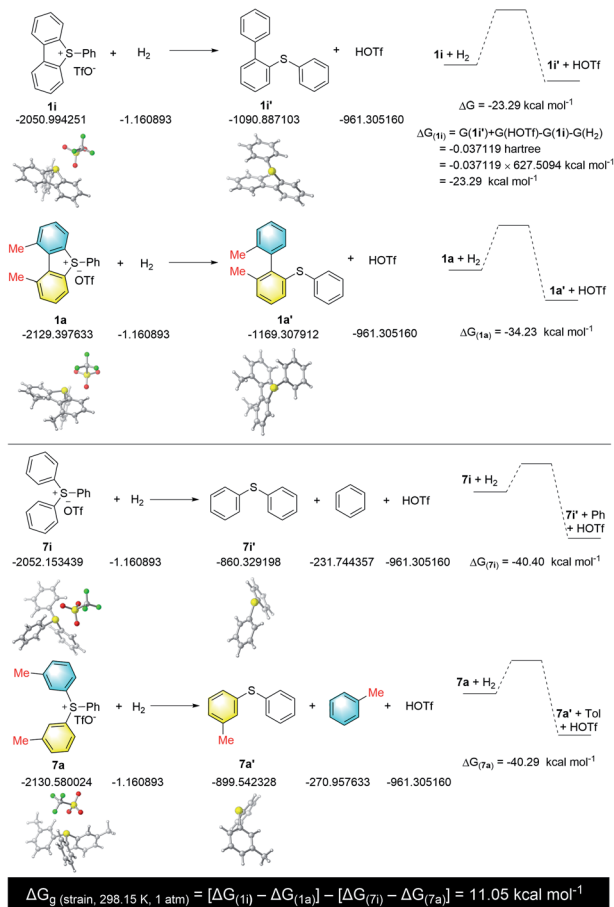 S—Ph + H₂ HOTf
+
TfO⁻
1i 1i'
-2050.994251 -1.160893 -1090.887103 -961.305160
S
1i + H₂
1i' + HOTf
ΔG = -23.29 kcal mol⁻¹
ΔG(1i) = G(1i')+G(HOTf)-G(1i)-G(H₂)
= -0.037119 hartree
= -0.037119 × 627.5094 kcal mol⁻¹
= -23.29 kcal mol⁻¹
Me
Me
S—Ph + H₂ HOTf
+
⁻OTf
1a 1a'
-2129.397633 -1.160893 -1169.307912 -961.305160
Me
Me
S
1a + H₂
1a' + HOTf
ΔG(1a) = -34.23 kcal mol⁻¹
S—Ph + H₂ + + HOTf
+
⁻OTf
7i 7i'
-2052.153439 -1.160893 -860.329198 -231.744357 -961.305160
S
7i + H₂
7i' + Ph
+ HOTf
ΔG(7i) = -40.40 kcal mol⁻¹
Me
Me
S—Ph + H₂ + + HOTf
+
TfO⁻
7a 7a'
-2130.580024 -1.160893 -899.542328 -270.957633 -961.305160
S
Me
Me
7a + H₂
7a' + Tol
+ HOTf
ΔG(7a) = -40.29 kcal mol⁻¹
ΔGg (strain, 298.15 K, 1 atm) = [ΔG(1i) – ΔG(1a)] – [ΔG(7i) – ΔG(7a)] = 11.05 kcal mol⁻¹